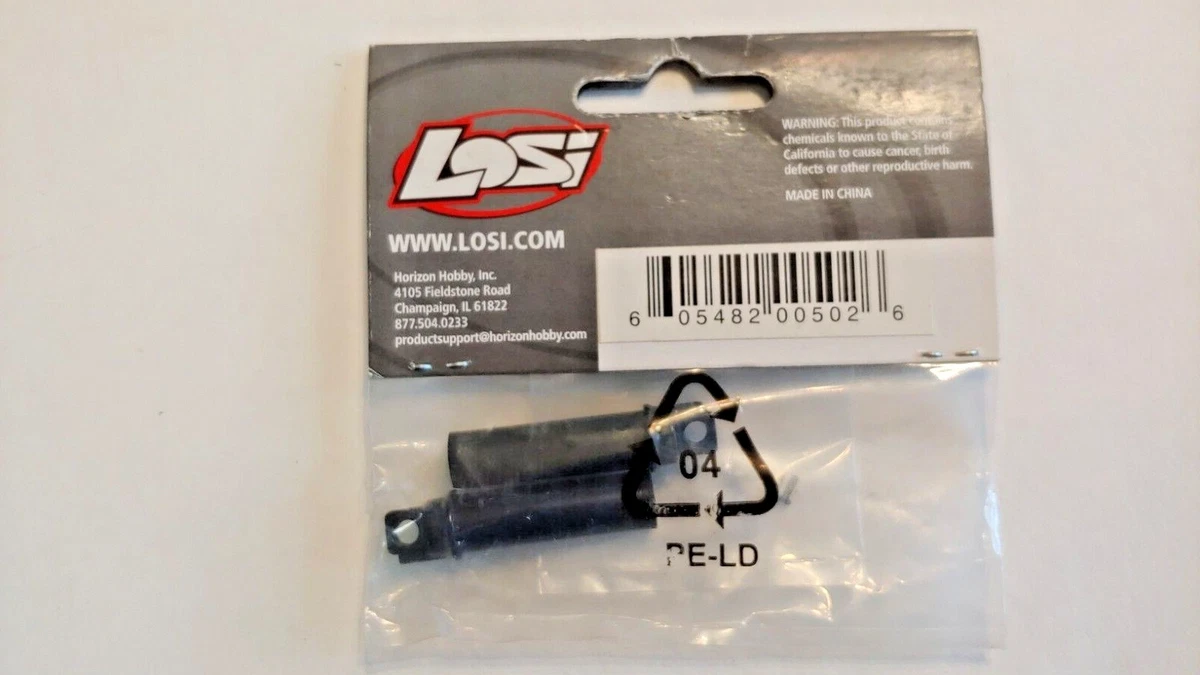 LOSi
WWW.LOSI.COM
Horizon Hobby, Inc.
4105 Fieldstone Road
Champaign, IL 61822
877.504.0233
productsupport@horizonhobby.com
WARNING: This product contains
chemicals known to the State of
California to cause cancer, birth
defects or other reproductive harm.
MADE IN CHINA
6 05482 00502 6
04
PE-LD